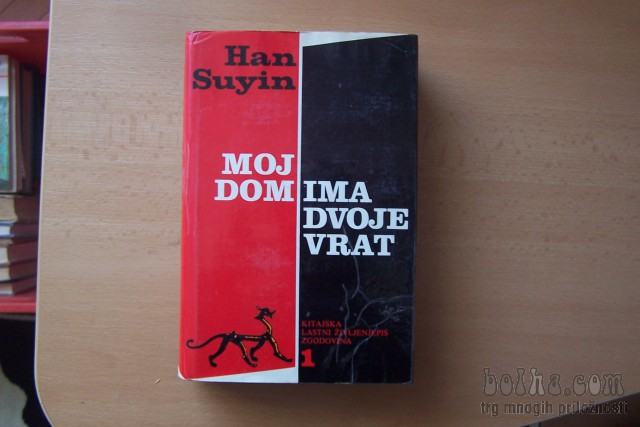 Han
Suyin
MOJ
DOM IMA
DVOJE
VRAT
KITAJSKA
LASTNI ŽIVLJENJEPIS
ZGODOVINA
1
bolha.com
trg mnogih priložnosti